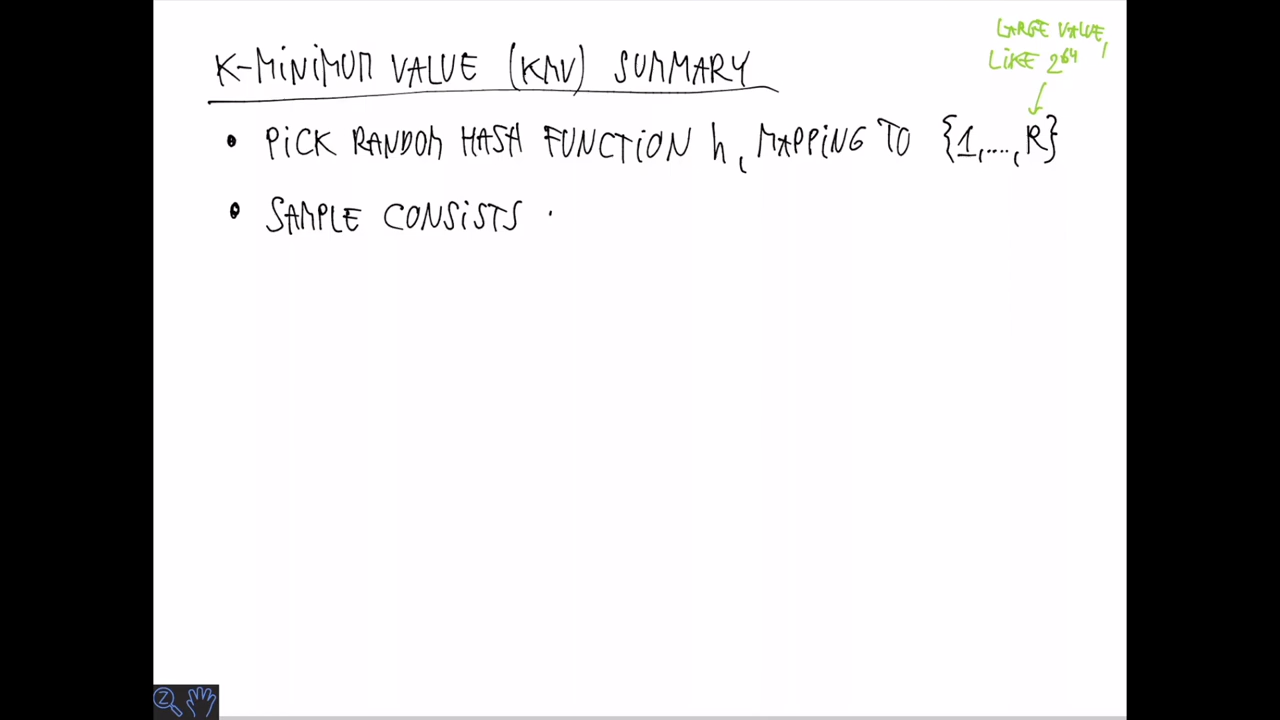 LARGE VALUE,
LIKE 2^64
K-MINIMUM VALUE (KMV) SUMMARY
• PICK RANDOM HASH FUNCTION h, MAPPING TO {1,....,R}
• SAMPLE CONSISTS